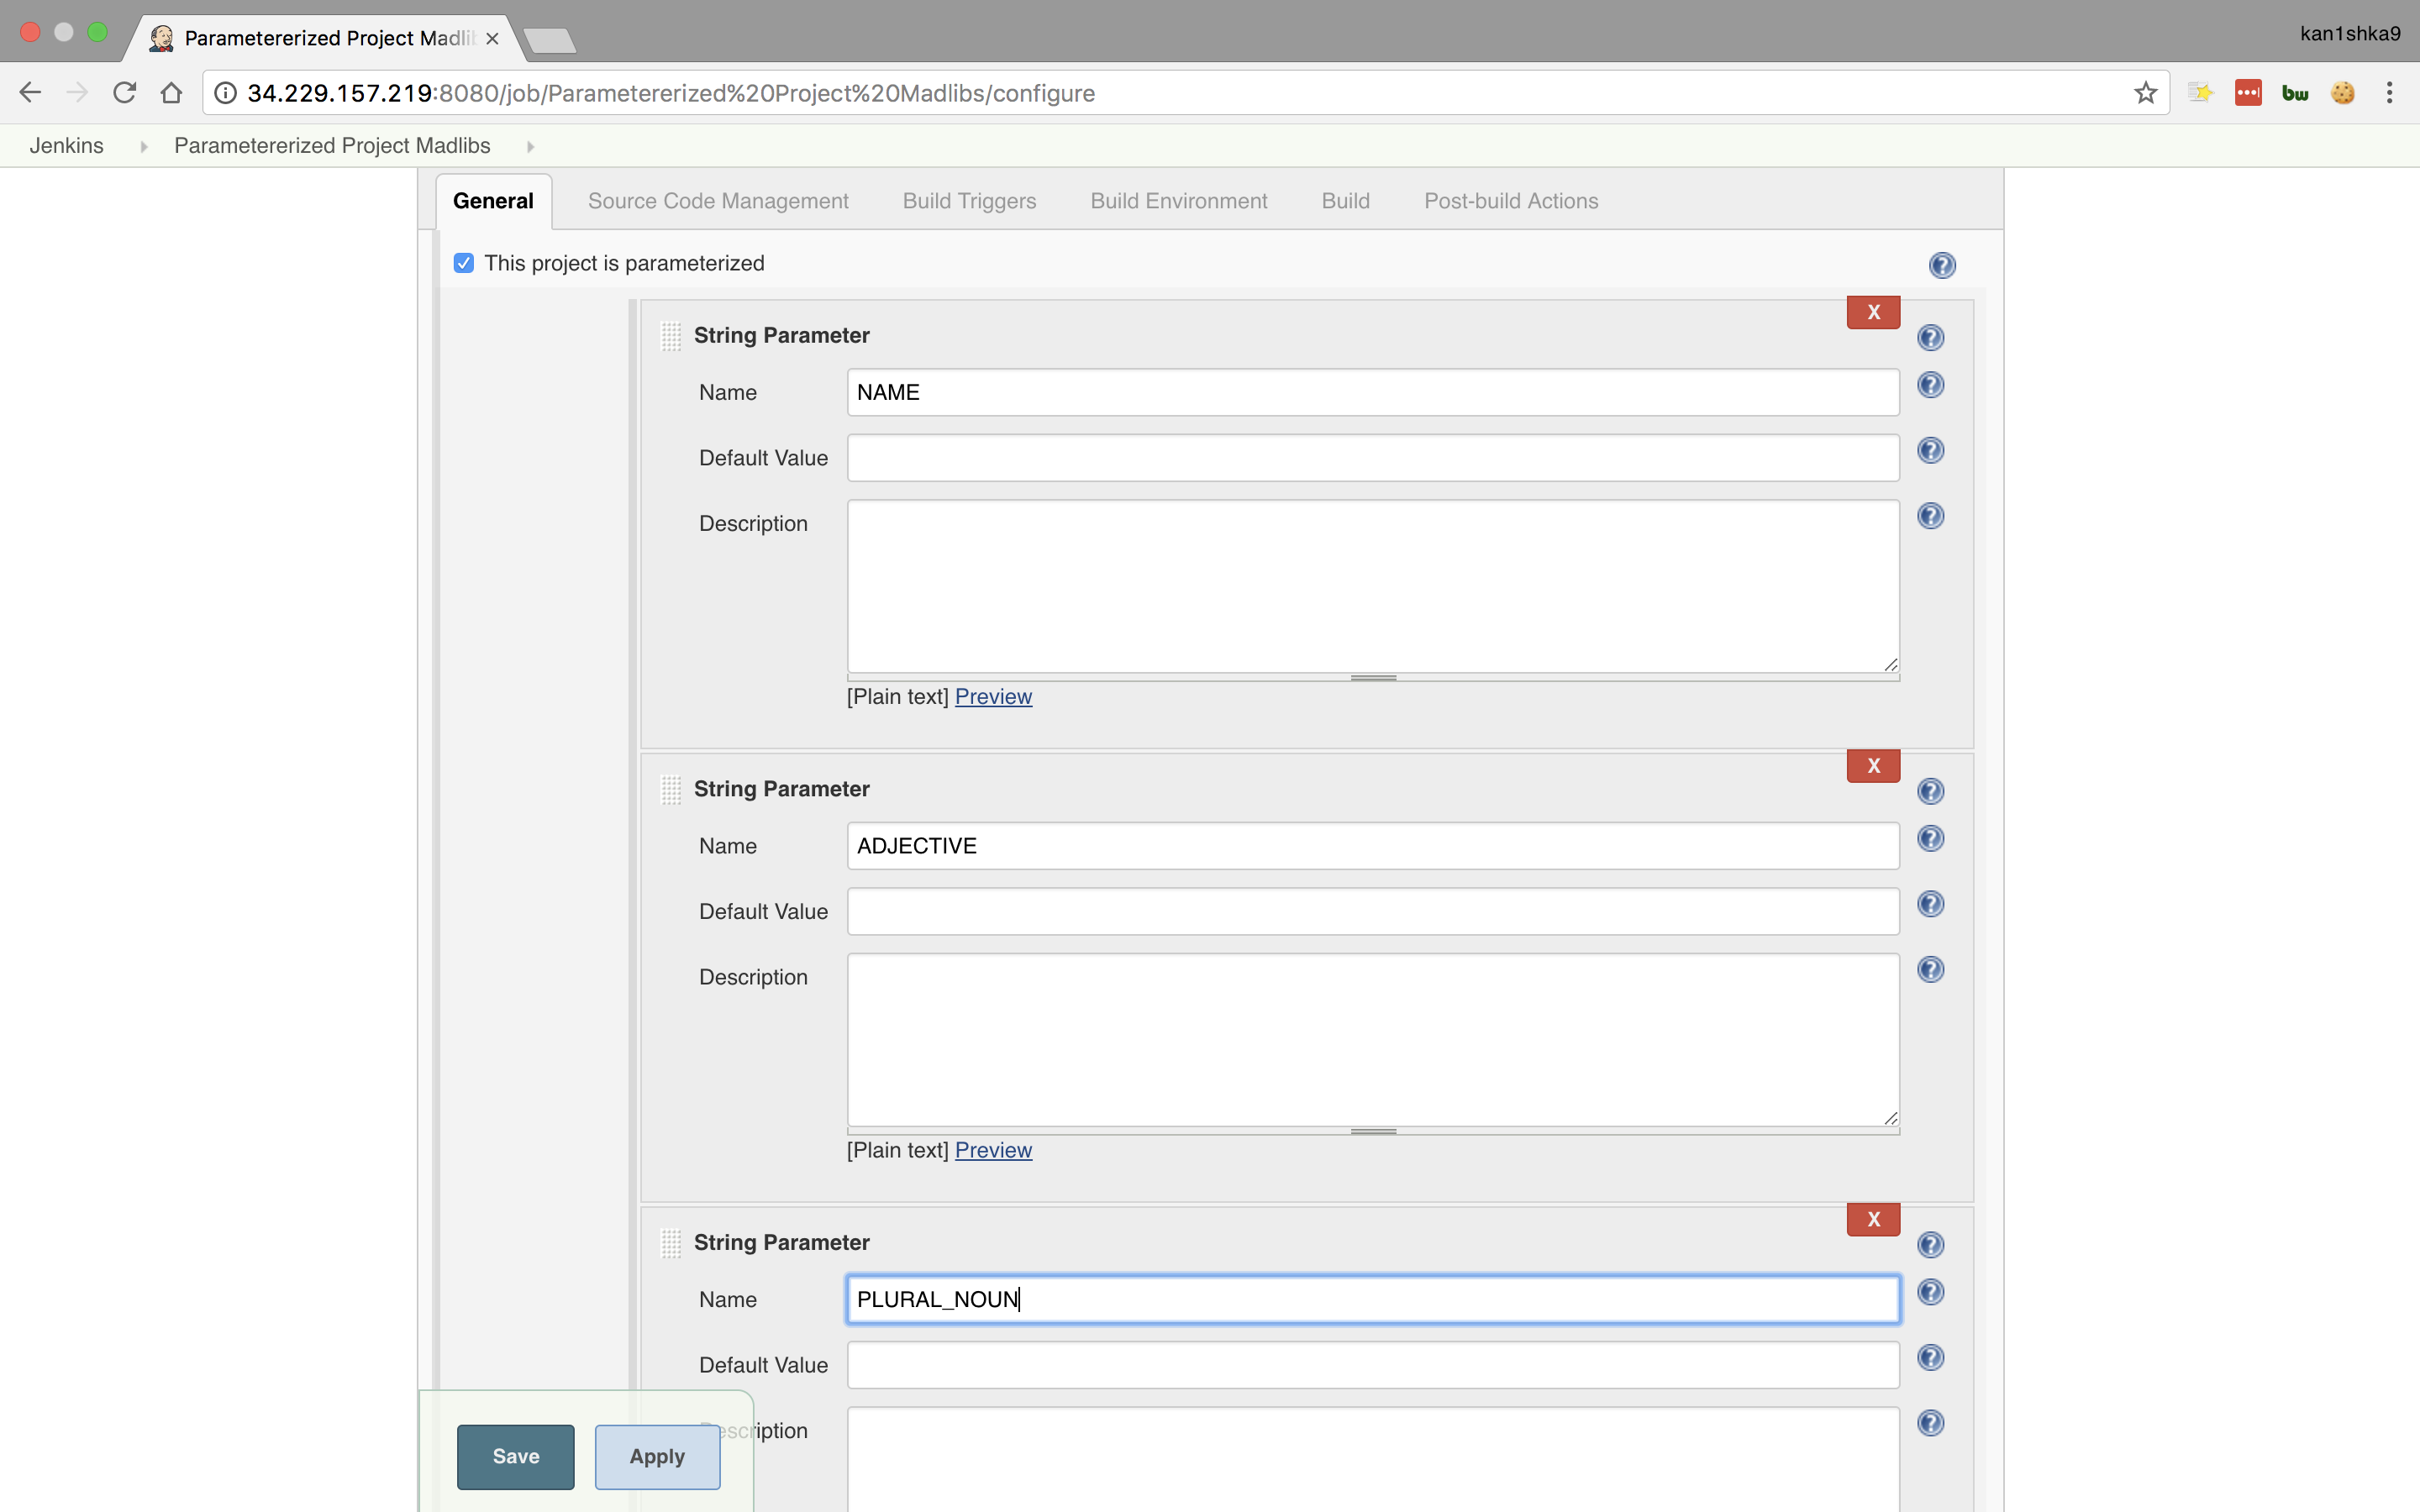 Parametererized Project Madlib
kan1shka9
34.229.157.219:8080/job/Parametererized%20Project%20Madlibs/configure
bw
Jenkins
Parametererized Project Madlibs
General
Source Code Management
Build Triggers
Build Environment
Build
Post-build Actions
This project is parameterized
X
String Parameter
Name
NAME
Default Value
Description
[Plain text] Preview
X
String Parameter
Name
ADJECTIVE
Default Value
Description
[Plain text] Preview
X
String Parameter
Name
PLURAL_NOUN
Default Value
Description
Save
Apply